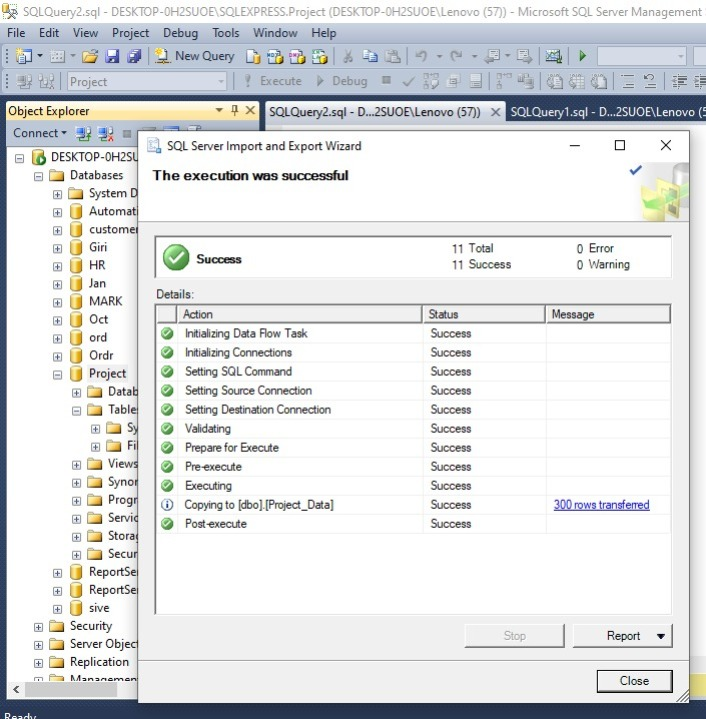 SQLQuery2.sql - DESKTOP-0H2SUOE\SQLEXPRESS.Project (DESKTOP-0H2SUOE\Lenovo (57)) - Microsoft SQL Server Management
File Edit View Project Debug Tools Window Help
New Query
Project Execute Debug
Object Explorer
SQLQuery2.sql - D...2SUOE\Lenovo (57)) SQLQuery1.sql - D...2SUOE\Lenovo (5
Connect
DESKTOP-0H2SU
Databases
System D
Automat
custome
Giri
HR
Jan
MARK
Oct
ord
Ordr
Project
Datab
Table
Sy
Fi
Views
Synor
Progr
Servic
Stora
Secur
ReportSe
ReportSe
sive
Security
Server Object
Replication
Management
Ready
SQL Server Import and Export Wizard
The execution was successful
Success
11 Total 0 Error
11 Success 0 Warning
Details:
Action Status Message
Initializing Data Flow Task Success
Initializing Connections Success
Setting SQL Command Success
Setting Source Connection Success
Setting Destination Connection Success
Validating Success
Prepare for Execute Success
Pre-execute Success
Executing Success
Copying to [dbo].[Project_Data] Success 300 rows transferred
Post-execute Success
Stop Report
Close